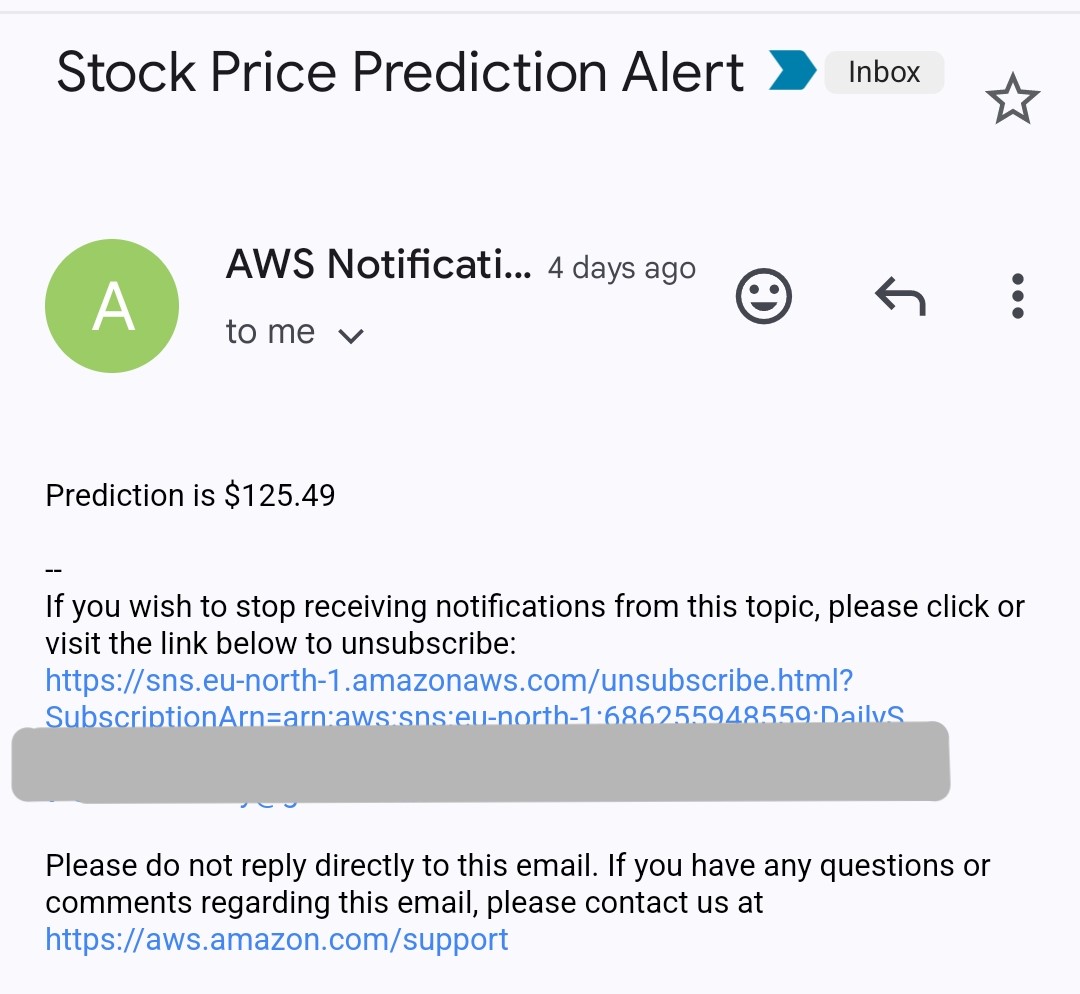 Stock Price Prediction Alert Inbox
A
AWS Notificati... 4 days ago
to me
Prediction is $125.49
--
If you wish to stop receiving notifications from this topic, please click or
visit the link below to unsubscribe:
https://sns.eu-north-1.amazonaws.com/unsubscribe.html?
SubscriptionArn=arn:aws:sns:eu-north-1:686255948559:DailyS
Please do not reply directly to this email. If you have any questions or
comments regarding this email, please contact us at
https://aws.amazon.com/support